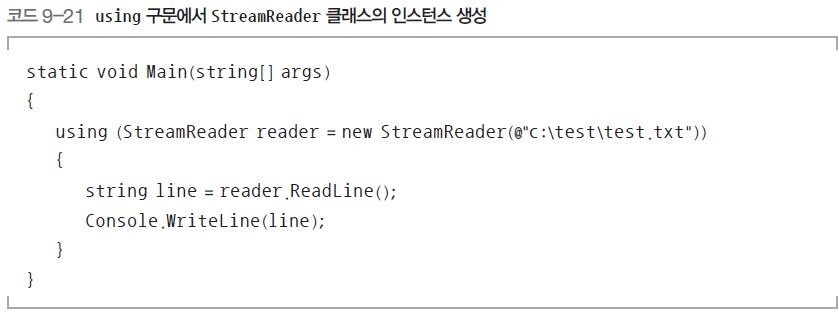 코드 9-21 using 구문에서 StreamReader 클래스의 인스턴스 생성
static void Main(string[] args)
{
using (StreamReader reader = new StreamReader(@"c:\test\test.txt"))
{
string line = reader.ReadLine();
Console.WriteLine(line);
}
}